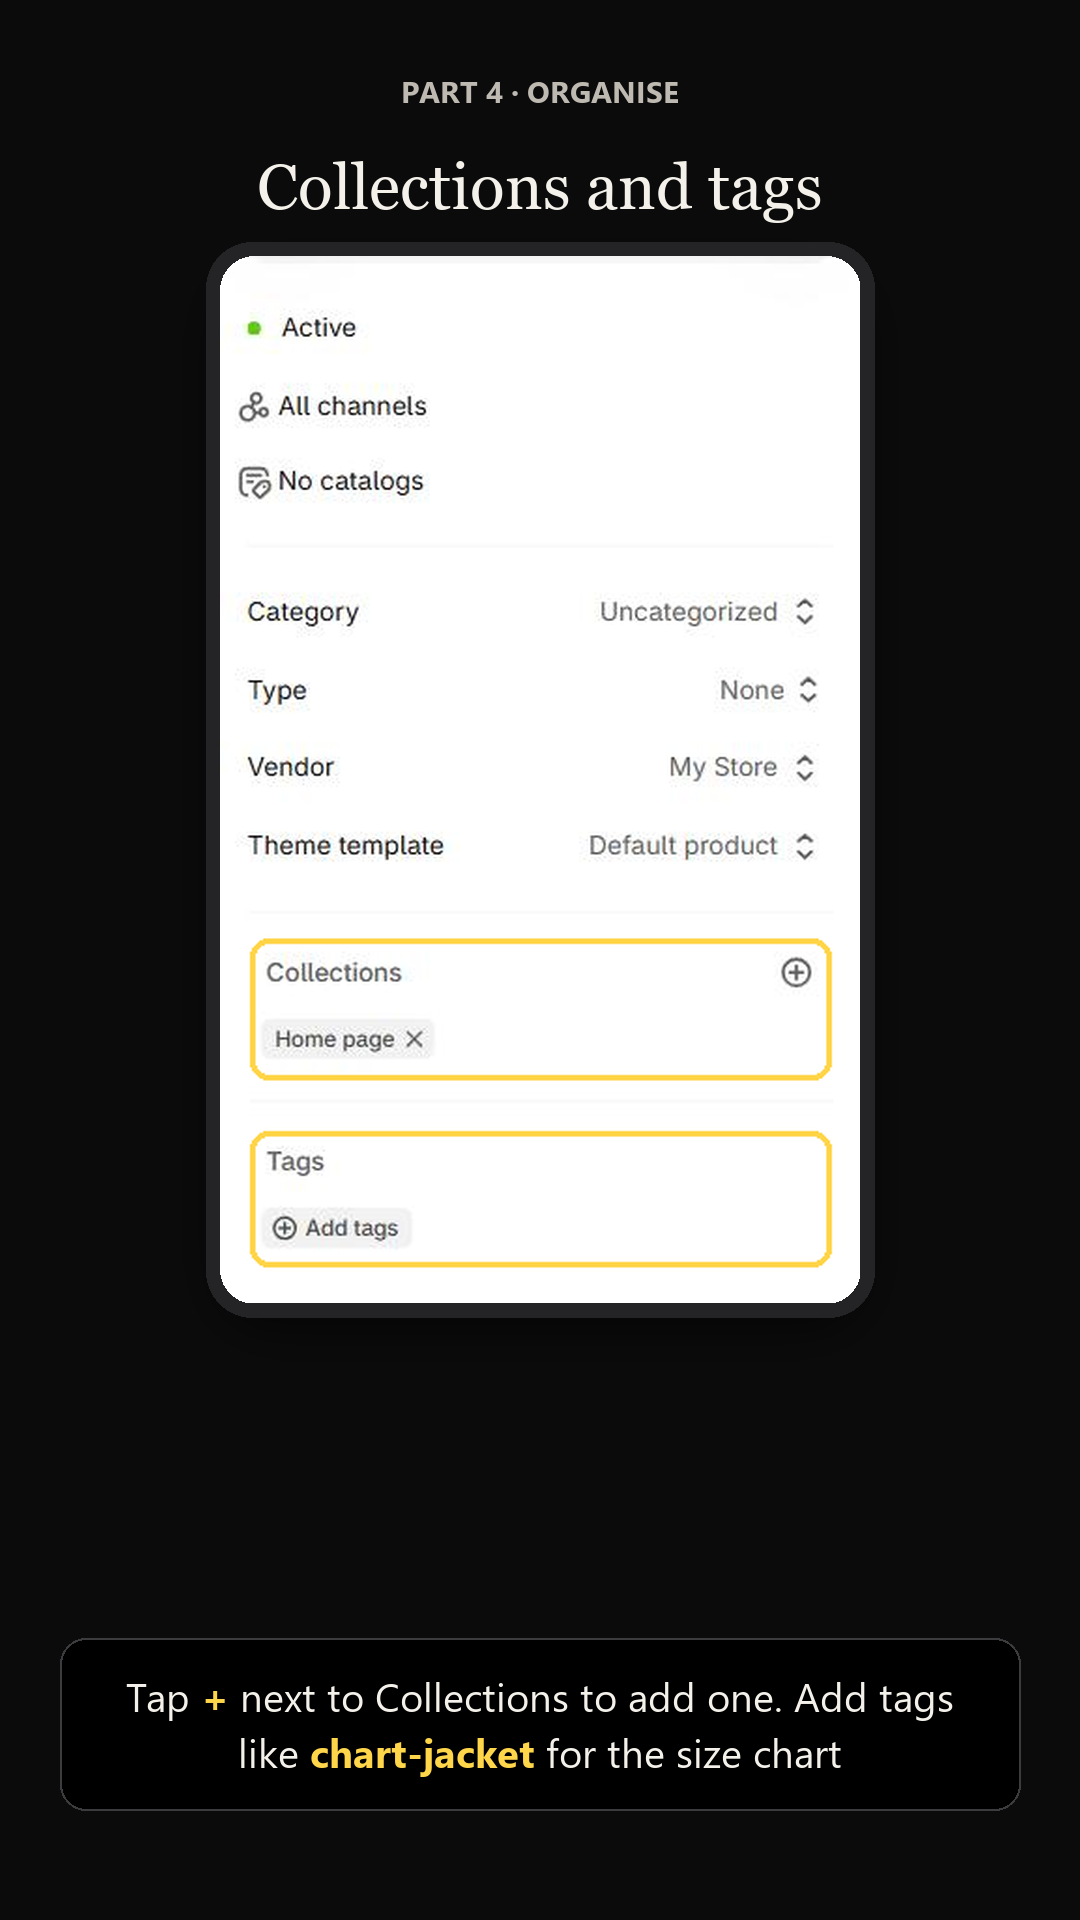 PART 4 · ORGANISE
Collections and tags
Active
All channels
No catalogs
Category Uncategorized
Type None
Vendor My Store
Theme template Default product
Collections
Home page
Tags
Add tags
Tap + next to Collections to add one. Add tags
like chart-jacket for the size chart